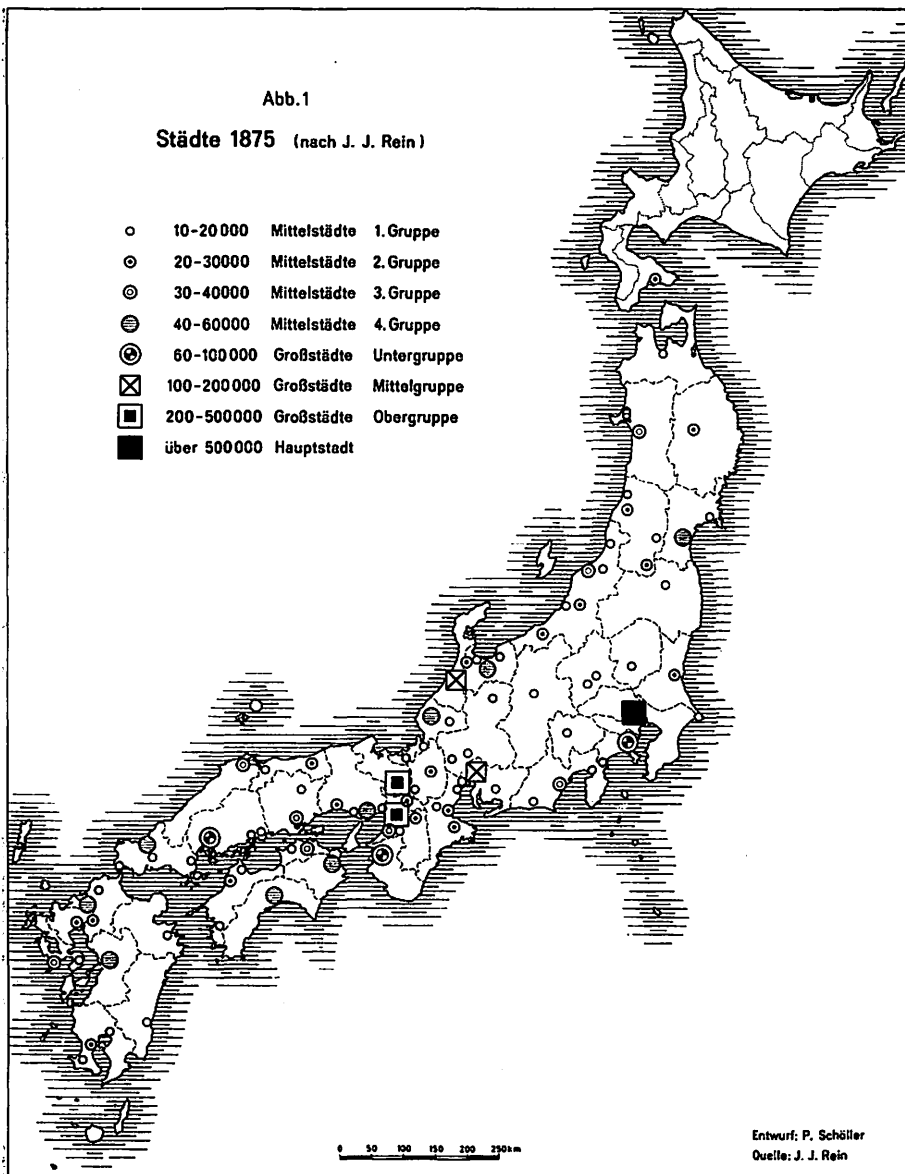 Abb.1
Städte 1875 (nach J. J. Rein)
10-20000 Mittelstädte 1.Gruppe
20-30000 Mittelstädte 2.Gruppe
30-40000 Mittelstädte 3.Gruppe
40-60000 Mittelstädte 4.Gruppe
60-100000 Großstädte Untergruppe
100-200000 Großstädte Mittelgruppe
200-500000 Großstädte Obergruppe
über 500000 Hauptstadt
0 50 100 150 200 250km
Entwurf: P. Schöller
Quelle: J. J. Rein